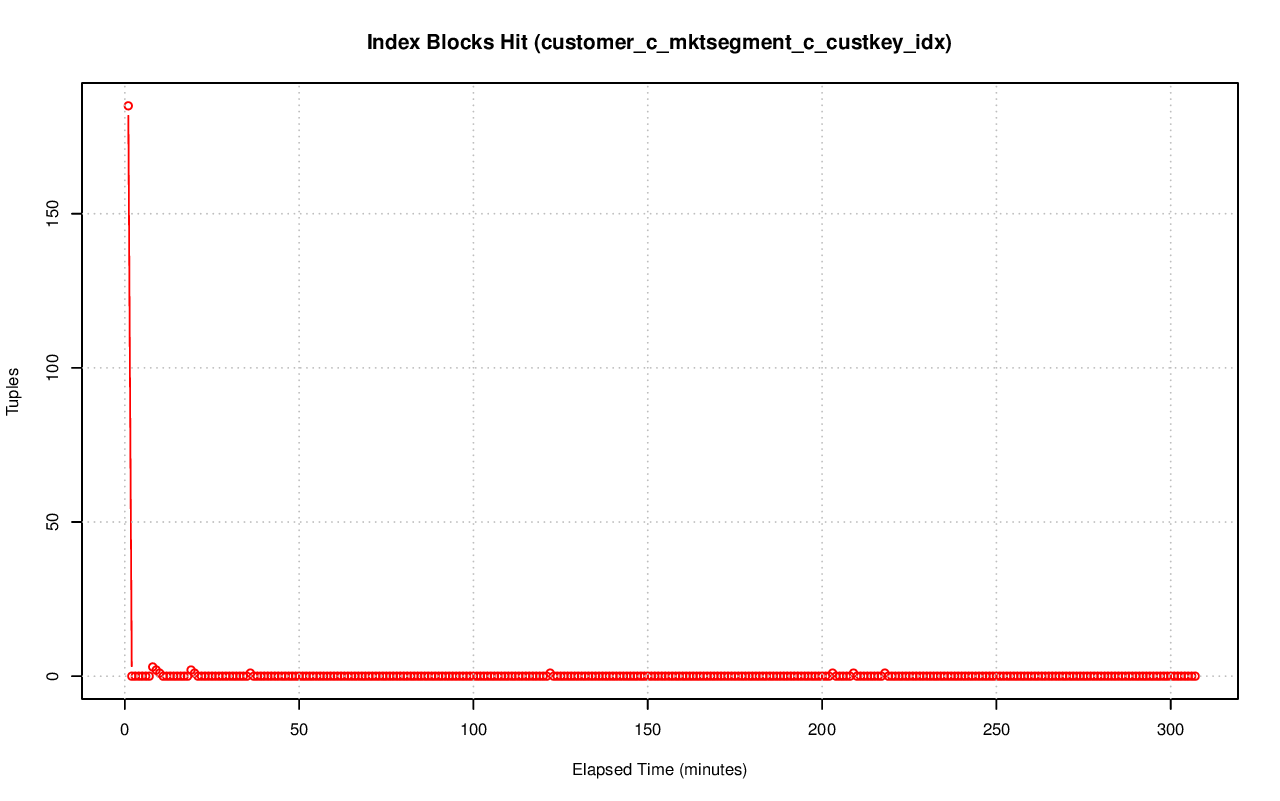 Index Blocks Hit (customer_c_mktsegment_c_custkey_idx)
Tuples
150
100
50
0
0 50 100 150 200 250 300
Elapsed Time (minutes)